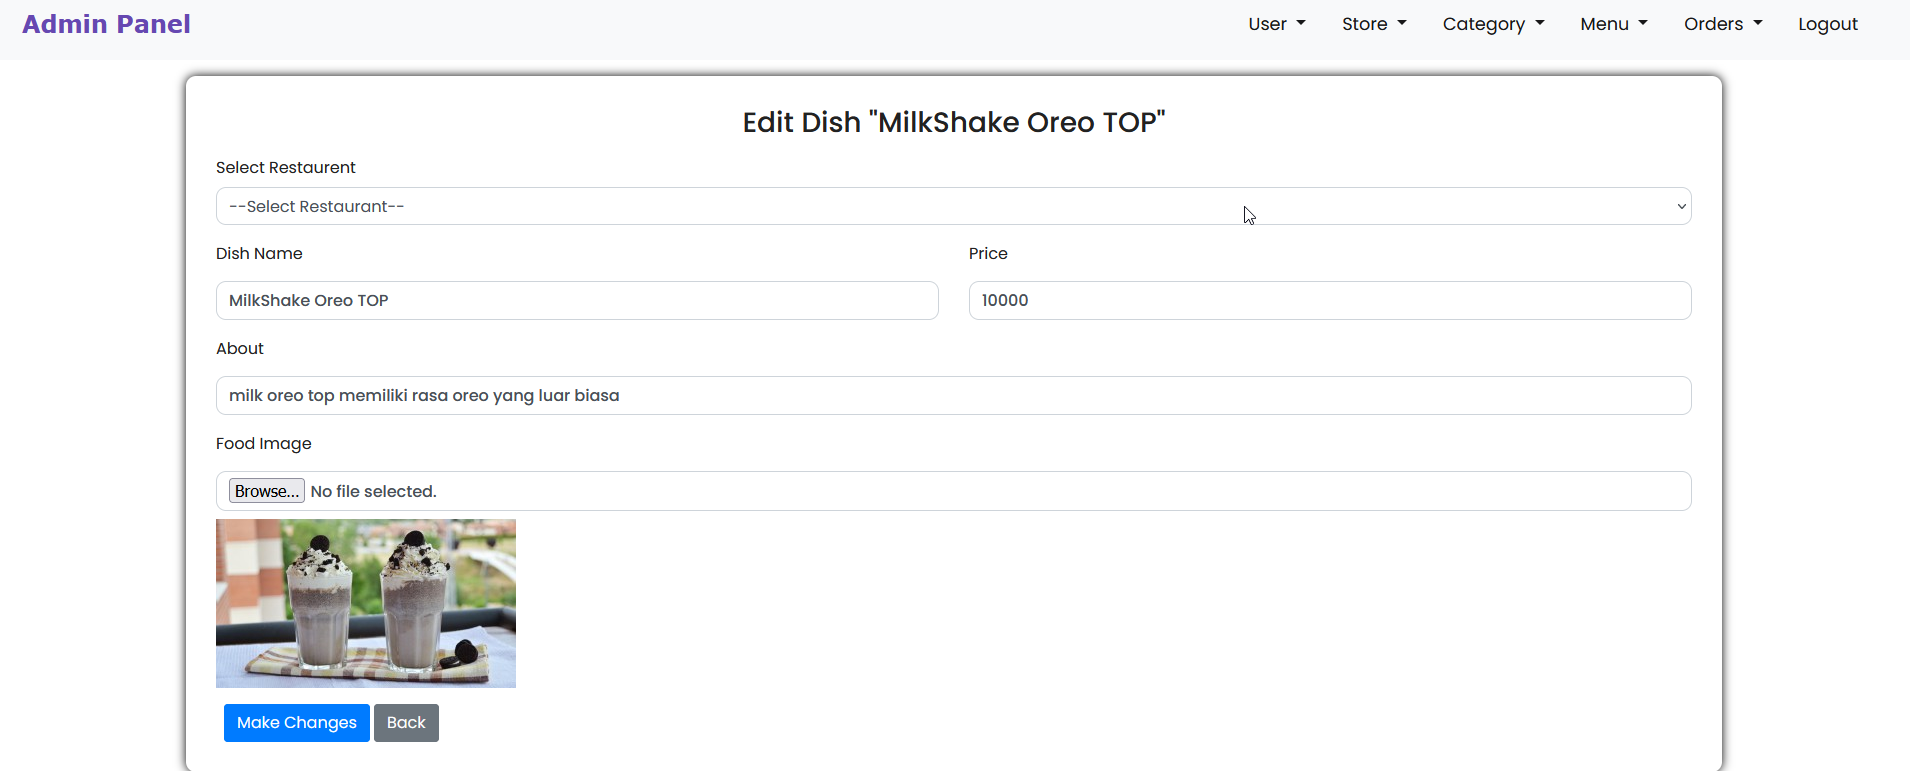 Admin Panel
User Store Category Menu Orders Logout
Edit Dish "MilkShake Oreo TOP"
Select Restaurent
--Select Restaurant--
Dish Name Price
MilkShake Oreo TOP 10000
About
milk oreo top memiliki rasa oreo yang luar biasa
Food Image
Browse... No file selected.
Make Changes Back